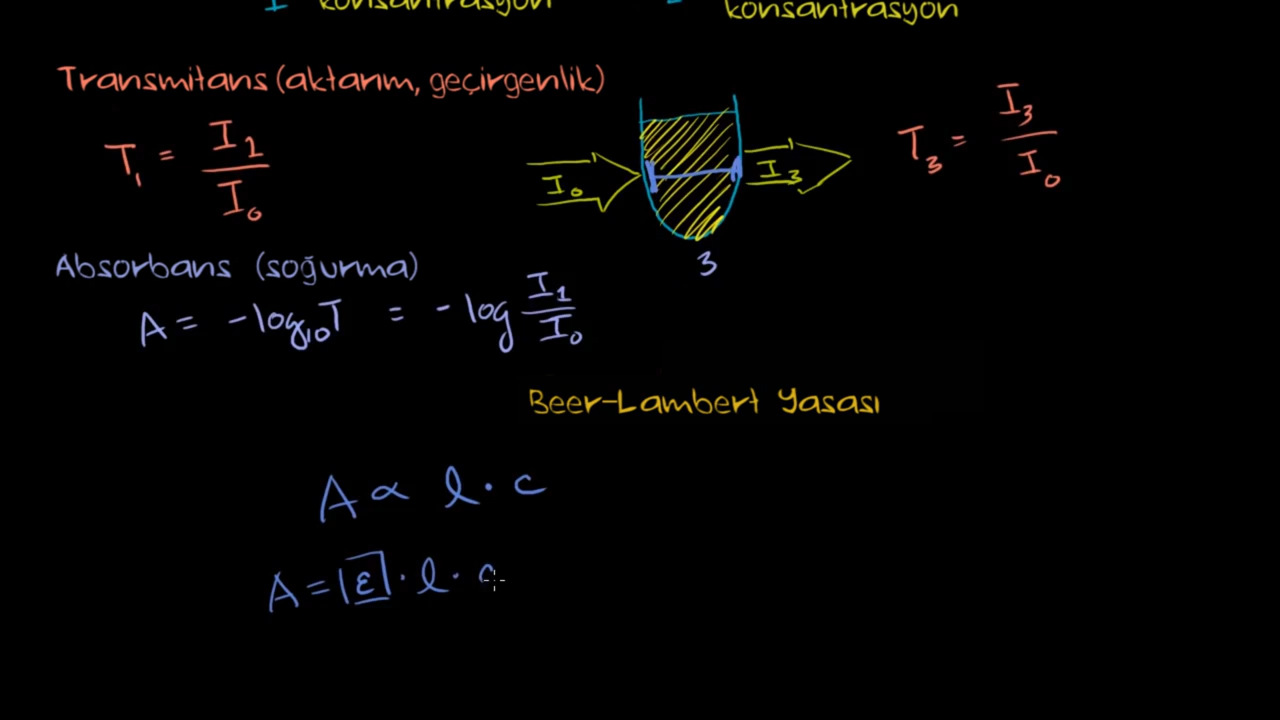 konsantrasyon konsantrasyon
Transmitans (aktarım, geçirgenlik)
T₁ = I₁/I₀
I₀ I₃
T₃ = I₃/I₀
3
Absorbans (soğurma)
A = -log₁₀T = -log I₁/I₀
Beer-Lambert Yasası
A ∝ l · c
A = ε · l · c